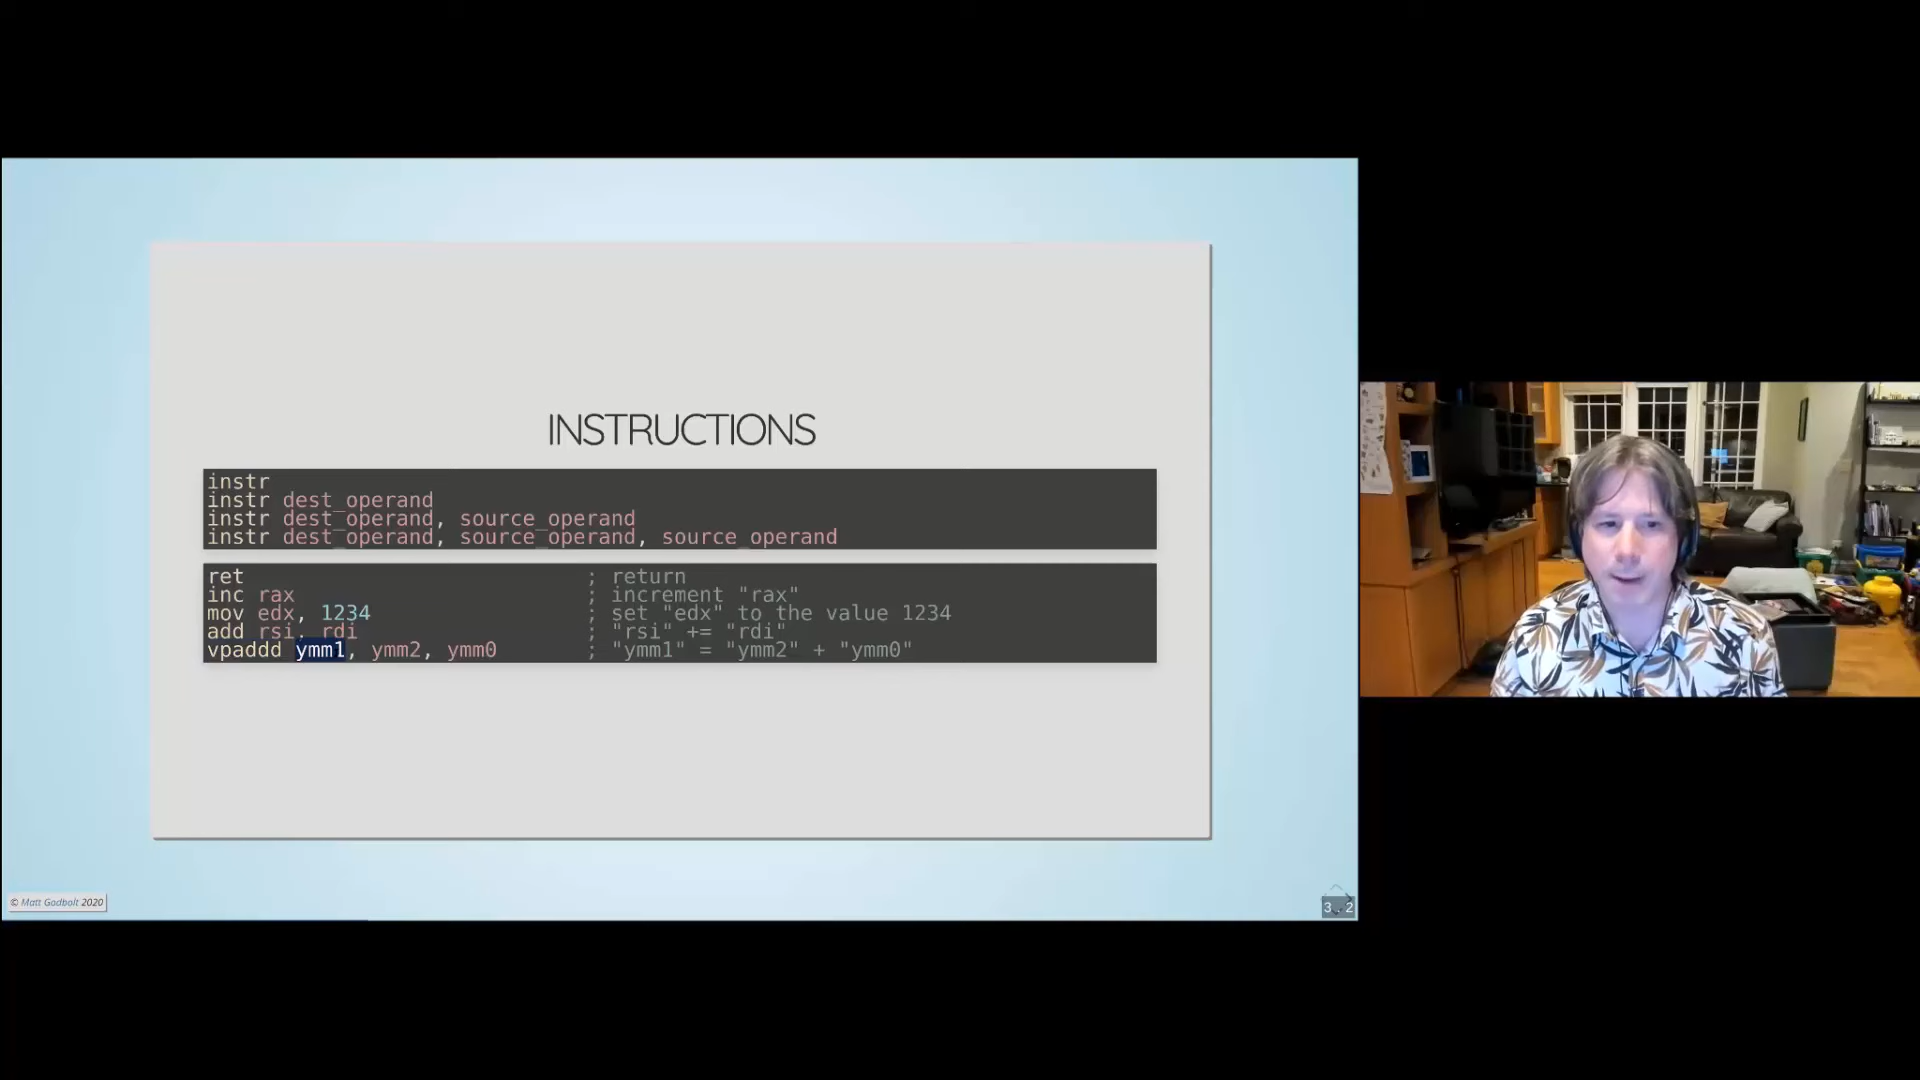 INSTRUCTIONS
instr
instr dest_operand
instr dest_operand, source_operand
instr dest_operand, source_operand, source_operand
ret ; return
inc rax ; increment "rax"
mov edx, 1234 ; set "edx" to the value 1234
add rsi, rdi ; "rsi" += "rdi"
vpaddd ymm1, ymm2, ymm0 ; "ymm1" = "ymm2" + "ymm0"
© Matt Godbolt 2020
3.2